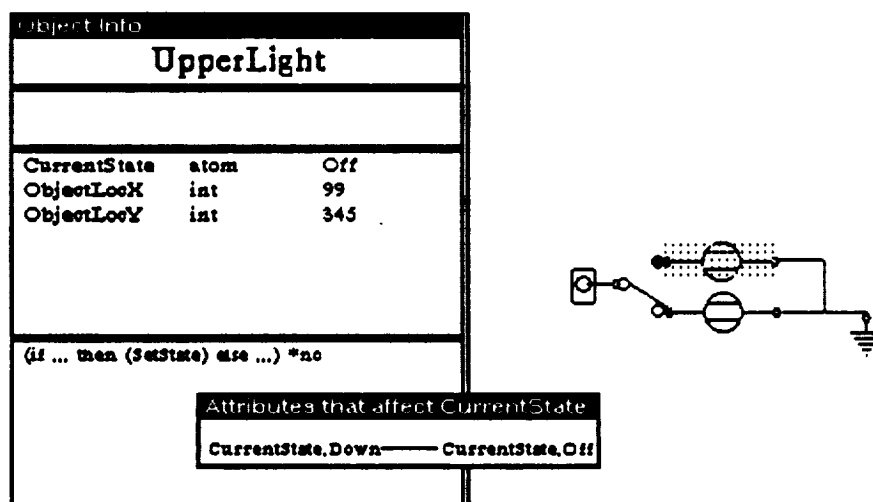 Object Info
UpperLight
CurrentState atom Off
ObjectLocX int 99
ObjectLocY int 345
(if ... then (SetState) else ...) *no
Attributes that affect CurrentState
CurrentState,Down CurrentState,Off